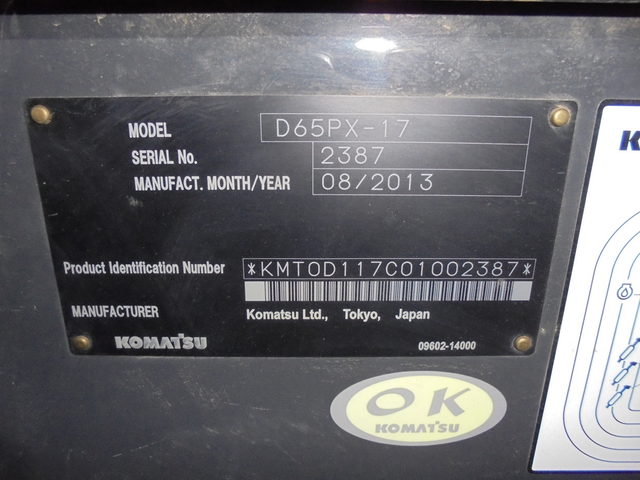 MODEL D65PX-17
SERIAL No. 2387
MANUFACT. MONTH/YEAR 08/2013
Product Identification Number *KMT0D117C01002387*
MANUFACTURER Komatsu Ltd., Tokyo, Japan
KOMATSU 09602-14000
OK
KOMATSU